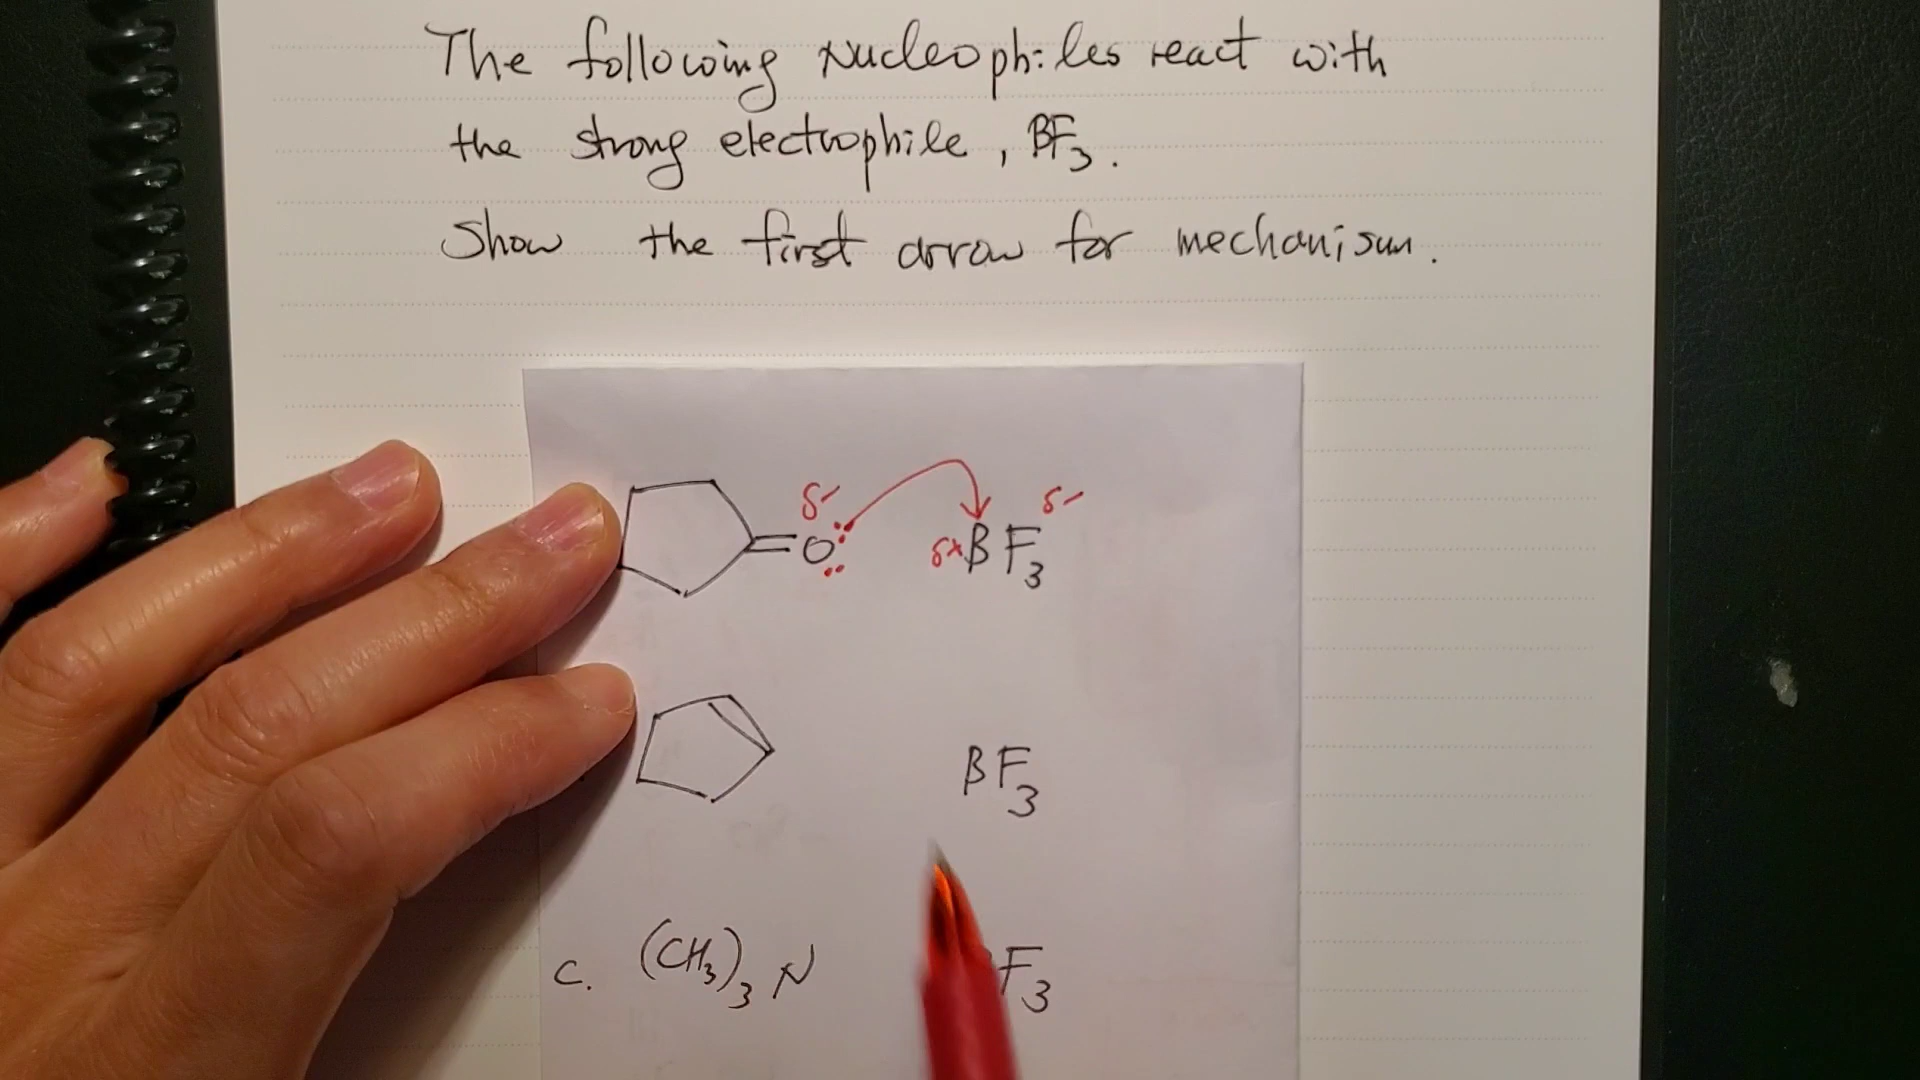 The following Nucleophiles react with
the strong electrophile, BF3.
Show the first arrow for mechanism.
δ- δ-
=O: δ+BF3
BF3
c. (CH3)3N F3